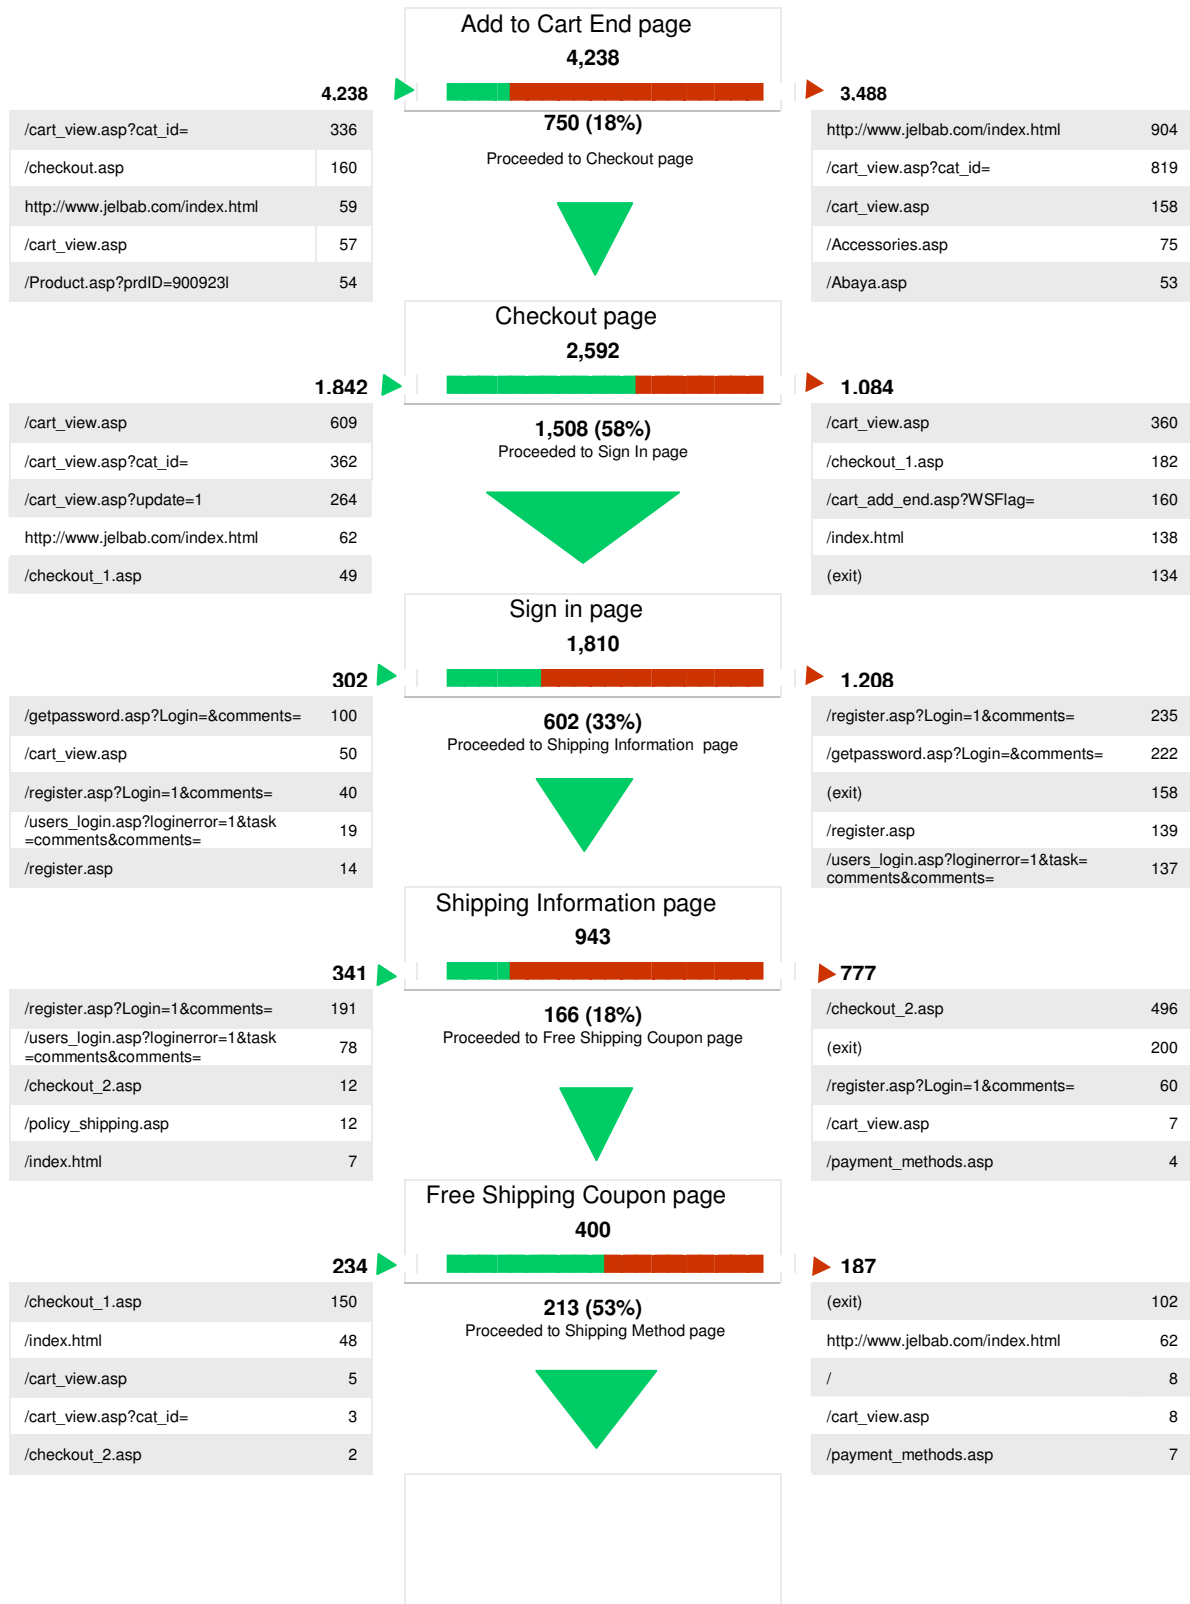 Add to Cart End page
4,238
4,238
3,488
/cart_view.asp?cat_id= 336
/checkout.asp 160
http://www.jelbab.com/index.html 59
/cart_view.asp 57
/Product.asp?prdID=900923l 54
750 (18%)
Proceeded to Checkout page
http://www.jelbab.com/index.html 904
/cart_view.asp?cat_id= 819
/cart_view.asp 158
/Accessories.asp 75
/Abaya.asp 53
Checkout page
2,592
1,842
1,084
/cart_view.asp 609
/cart_view.asp?cat_id= 362
/cart_view.asp?update=1 264
http://www.jelbab.com/index.html 62
/checkout_1.asp 49
1,508 (58%)
Proceeded to Sign In page
/cart_view.asp 360
/checkout_1.asp 182
/cart_add_end.asp?WSFlag= 160
/index.html 138
(exit) 134
Sign in page
1,810
302
1,208
/getpassword.asp?Login=&comments= 100
/cart_view.asp 50
/register.asp?Login=1&comments= 40
/users_login.asp?loginerror=1&task
=comments&comments= 19
/register.asp 14
602 (33%)
Proceeded to Shipping Information  page
/register.asp?Login=1&comments= 235
/getpassword.asp?Login=&comments= 222
(exit) 158
/register.asp 139
/users_login.asp?loginerror=1&task=
comments&comments= 137
Shipping Information page
943
341
777
/register.asp?Login=1&comments= 191
/users_login.asp?loginerror=1&task
=comments&comments= 78
/checkout_2.asp 12
/policy_shipping.asp 12
/index.html 7
166 (18%)
Proceeded to Free Shipping Coupon page
/checkout_2.asp 496
(exit) 200
/register.asp?Login=1&comments= 60
/cart_view.asp 7
/payment_methods.asp 4
Free Shipping Coupon page
400
234
187
/checkout_1.asp 150
/index.html 48
/cart_view.asp 5
/cart_view.asp?cat_id= 3
/checkout_2.asp 2
213 (53%)
Proceeded to Shipping Method page
(exit) 102
http://www.jelbab.com/index.html 62
/ 8
/cart_view.asp 8
/payment_methods.asp 7